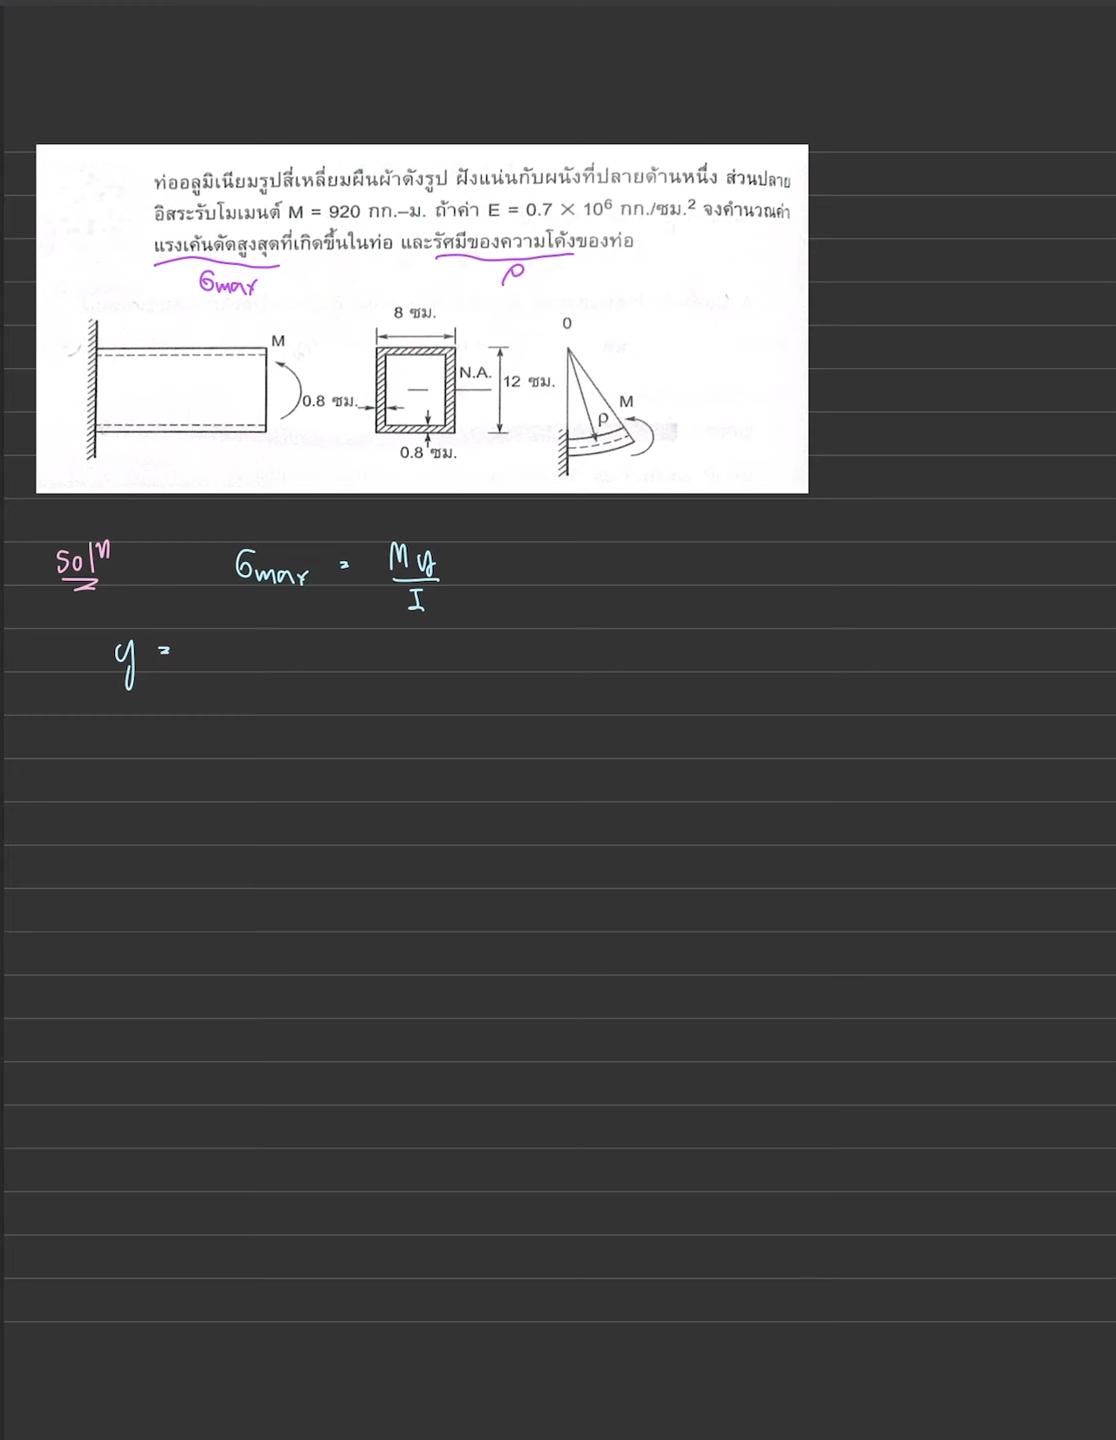 ท่ออลูมิเนียมรูปสี่เหลี่ยมผืนผ้าดังรูป ฝังแน่นกับผนังที่ปลายด้านหนึ่ง ส่วนปลาย
อิสระรับโมเมนต์ M = 920 กก.–ม. ถ้าค่า E = 0.7 × 10⁶ กก./ซม.² จงคำนวณค่า
แรงเค้นดัดสูงสุดที่เกิดขึ้นในท่อ และรัศมีของความโค้งของท่อ
σmax ρ
8 ซม.
0
M
N.A.
12 ซม.
0.8 ซม.
M
ρ
0.8 ซม.
Solⁿ σmax = My/I
y =